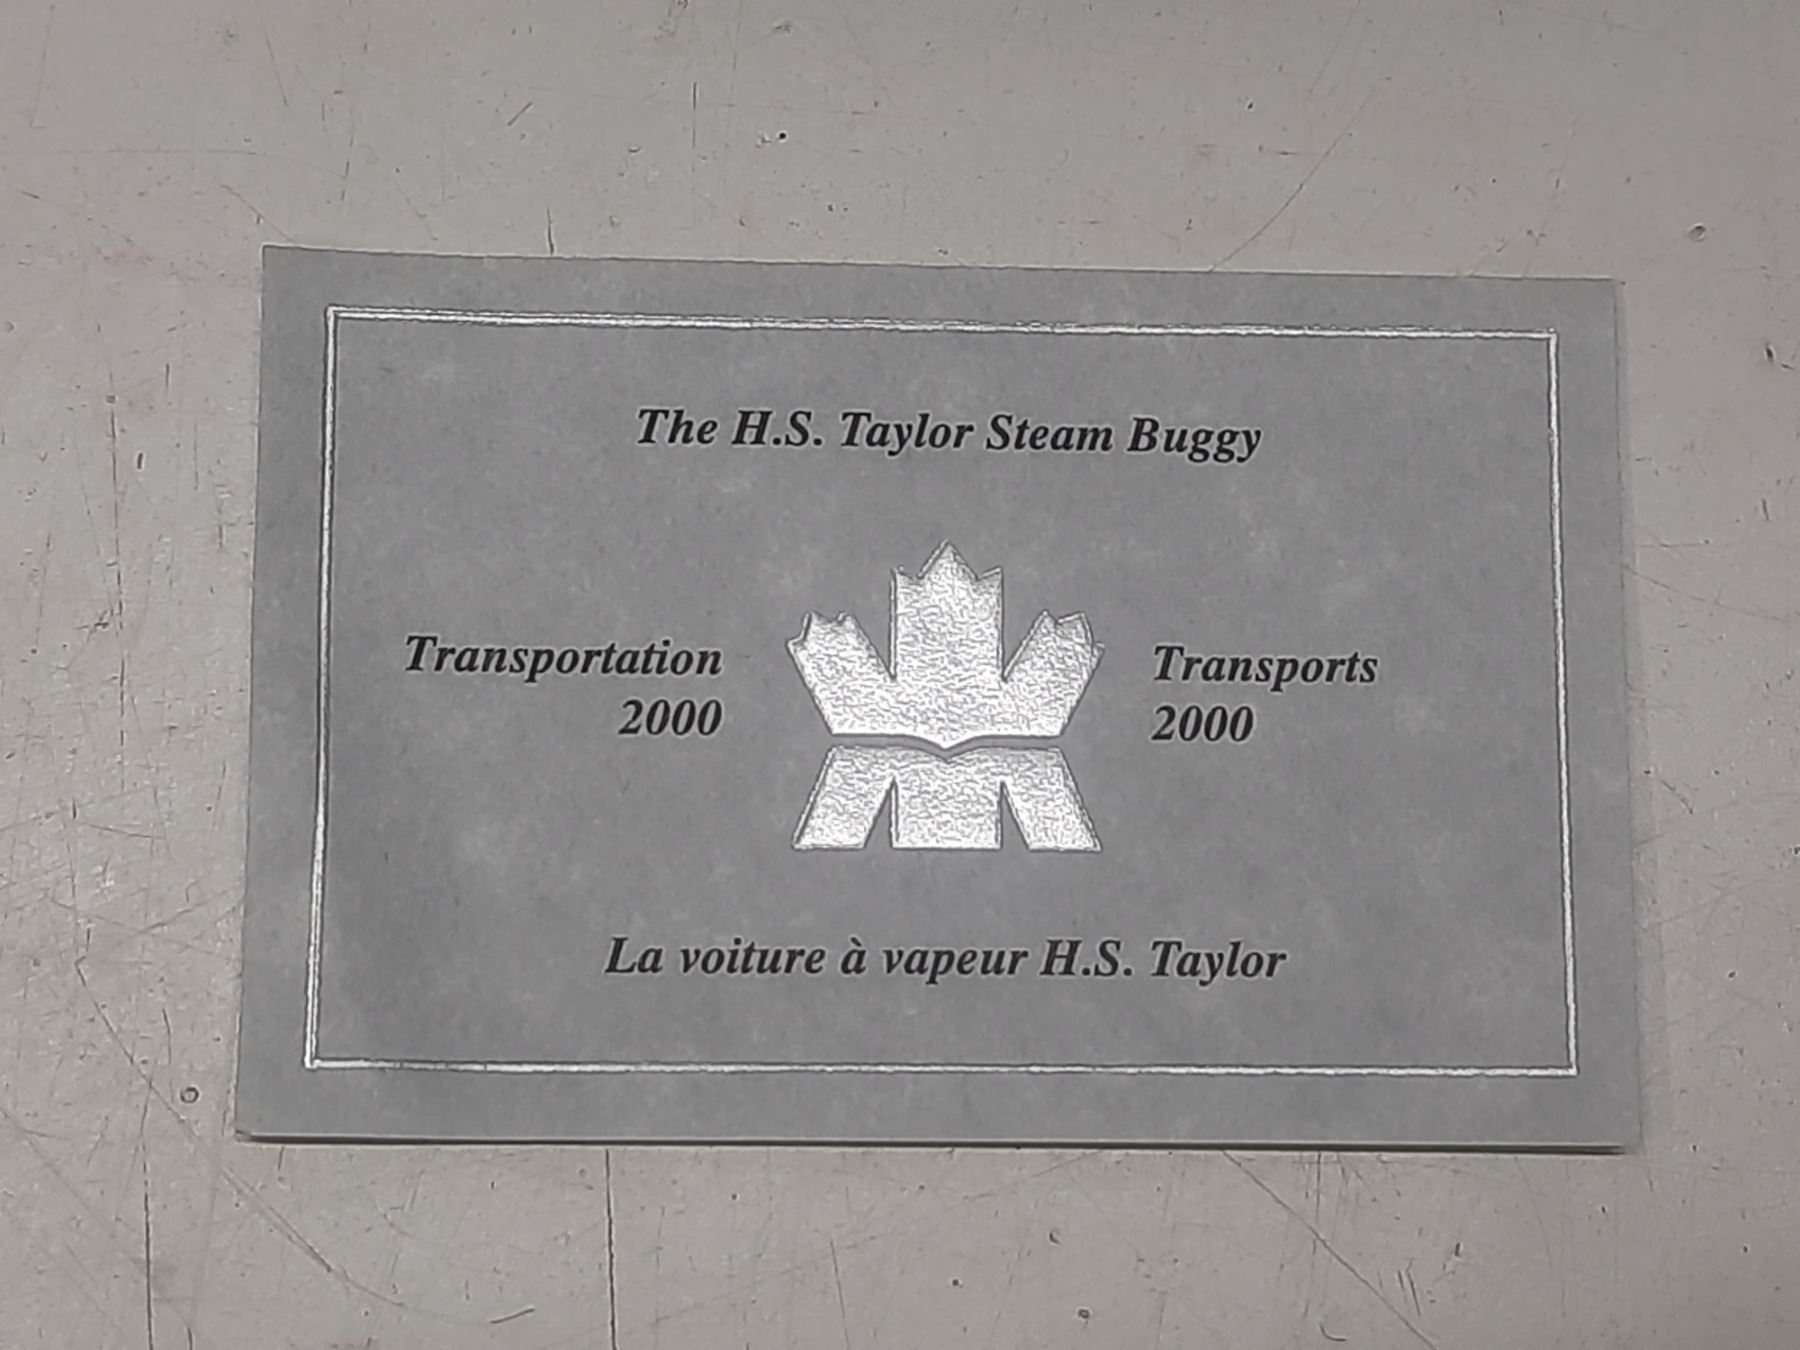 The H.S. Taylor Steam Buggy
Transportation
2000
Transports
2000
La voiture à vapeur H.S. Taylor